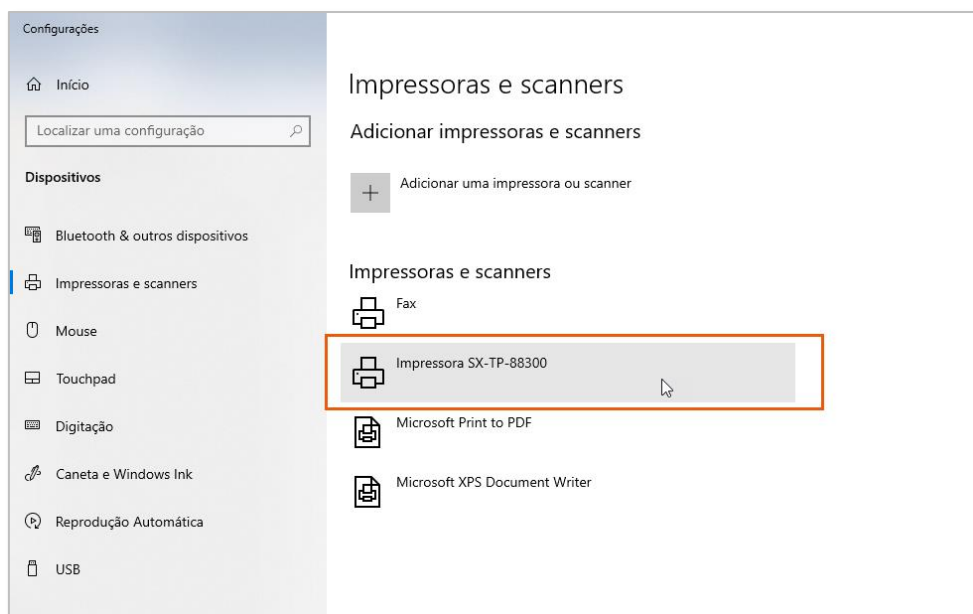 Configurações
Início
Localizar uma configuração
Dispositivos
Bluetooth & outros dispositivos
Impressoras e scanners
Mouse
Touchpad
Digitação
Caneta e Windows Ink
Reprodução Automática
USB
Impressoras e scanners
Adicionar impressoras e scanners
Adicionar uma impressora ou scanner
Impressoras e scanners
Fax
Impressora SX-TP-88300
Microsoft Print to PDF
Microsoft XPS Document Writer